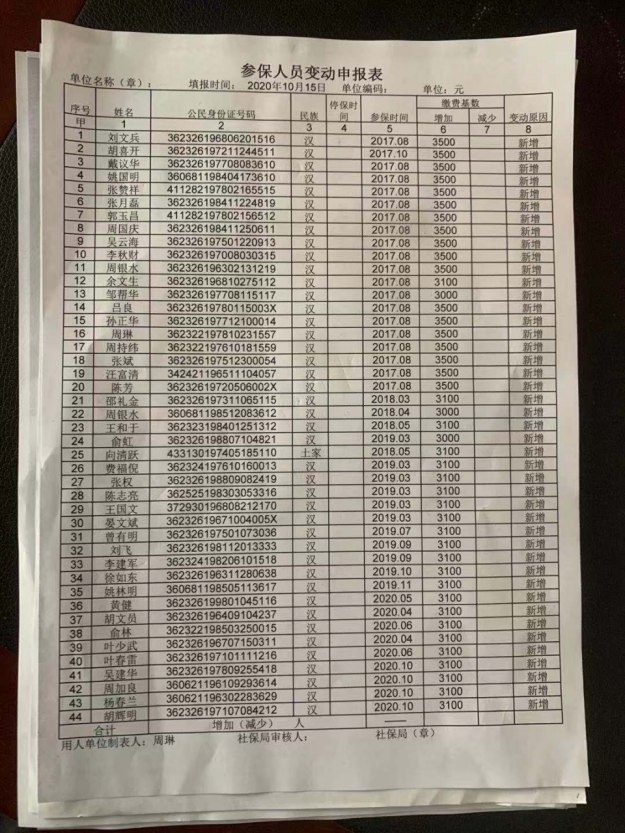 参保人员变动申报表
单位名称（章）： 填报时间： 2020年10月15日 单位编码： 单位：元
序号 姓名 公民身份证号码 民族 停保时间 参保时间 缴费基数 变动原因
增加 减少
甲 1 2 3 4 5 6 7 8
1 刘文兵 362326196806201516 汉 2017.08 3500 新增
2 胡喜开 362326197211244511 汉 2017.10 3500 新增
3 戴议华 362326197708083610 汉 2017.08 3500 新增
4 姚国明 360681198404173610 汉 2017.08 3500 新增
5 张赞祥 411282197802165515 汉 2017.08 3500 新增
6 张月磊 362326198411224819 汉 2017.08 3500 新增
7 郭玉昌 411282197802156512 汉 2017.08 3500 新增
8 周国庆 362326198411250611 汉 2017.08 3500 新增
9 吴云海 362326197501220913 汉 2017.08 3500 新增
10 李秋财 362326197008030315 汉 2017.08 3500 新增
11 周银水 362326196302131219 汉 2017.08 3500 新增
12 余文生 362326196810275112 汉 2017.08 3100 新增
13 邹帮华 362326197708115117 汉 2017.08 3000 新增
14 吕良 36232619780115003X 汉 2017.08 3500 新增
15 孙正华 362326197712100014 汉 2017.08 3500 新增
16 周琳 362322197810231557 汉 2017.08 3500 新增
17 周持纬 362322197610181559 汉 2017.08 3500 新增
18 张斌 362326197512300054 汉 2017.08 3500 新增
19 汪富清 342421196511104057 汉 2017.08 3500 新增
20 陈芳 36232619720506002X 汉 2017.08 3500 新增
21 邵礼金 362326197311065115 汉 2018.03 3100 新增
22 周银水 360681198512083612 汉 2018.04 3000 新增
23 王和于 362323198401251312 汉 2018.05 3100 新增
24 俞虹 362326198807104821 汉 2019.03 3000 新增
25 向清跃 433130197405185110 土家 2018.05 3100 新增
26 费福倪 362324197610160013 汉 2019.03 3100 新增
27 张权 362326198809082419 汉 2019.03 3100 新增
28 陈志亮 362525198303053316 汉 2019.03 3100 新增
29 王国文 372930196808212170 汉 2019.03 3100 新增
30 晏文斌 36232619671004005X 汉 2019.03 3100 新增
31 曾有明 362326197501073036 汉 2019.07 3100 新增
32 刘飞 362326198112013333 汉 2019.09 3100 新增
33 李建军 362324198206101518 汉 2019.09 3100 新增
34 徐如东 362326196311280638 汉 2019.10 3100 新增
35 姚林明 360681198505113617 汉 2019.11 3100 新增
36 黄健 362326199801045116 汉 2020.05 3100 新增
37 胡文员 362326196409104237 汉 2020.04 3100 新增
38 俞林 362322198503250015 汉 2020.06 3100 新增
39 叶少武 362326196707150311 汉 2020.04 3100 新增
40 叶春雷 362326197101111216 汉 2020.06 3100 新增
41 吴建华 362326197809255418 汉 2020.10 3100 新增
42 周加良 360621196109293614 汉 2020.10 3100 新增
43 杨春兰 360621196302283629 汉 2020.10 3100 新增
44 胡辉明 362326197107084212 汉 2020.10 3100 新增
合计 增加（减少） 人 ——
用人单位制表人：周琳 社保局审核人： 社保局（章）